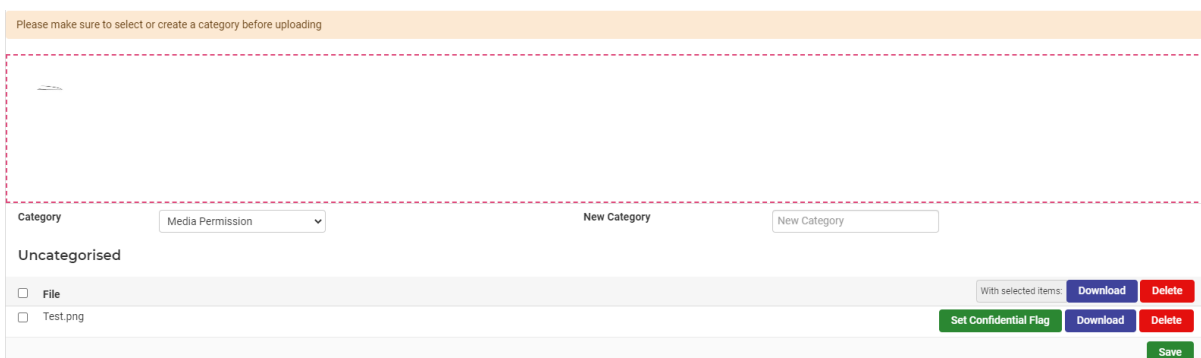 Please make sure to select or create a category before uploading
Category Media Permission New Category New Category
Uncategorised
File With selected items: Download Delete
Test.png Set Confidential Flag Download Delete
Save